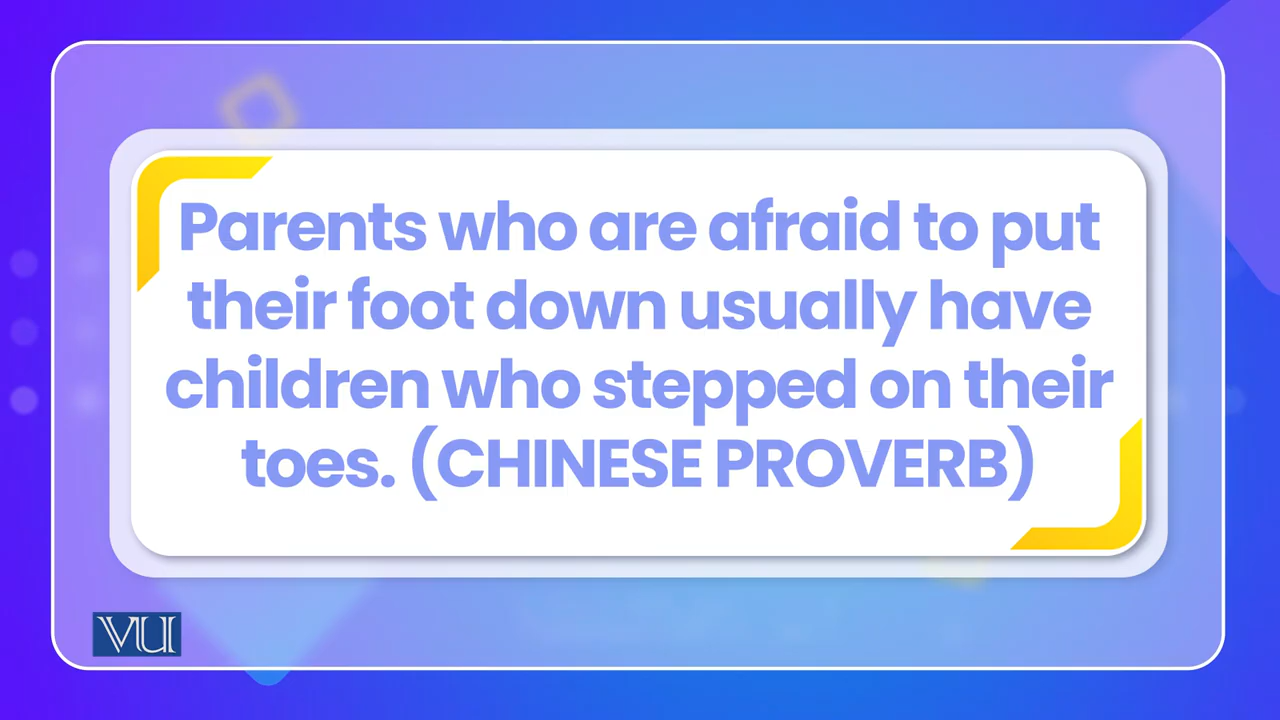 Parents who are afraid to put
their foot down usually have
children who stepped on their
toes. (CHINESE PROVERB)
VU